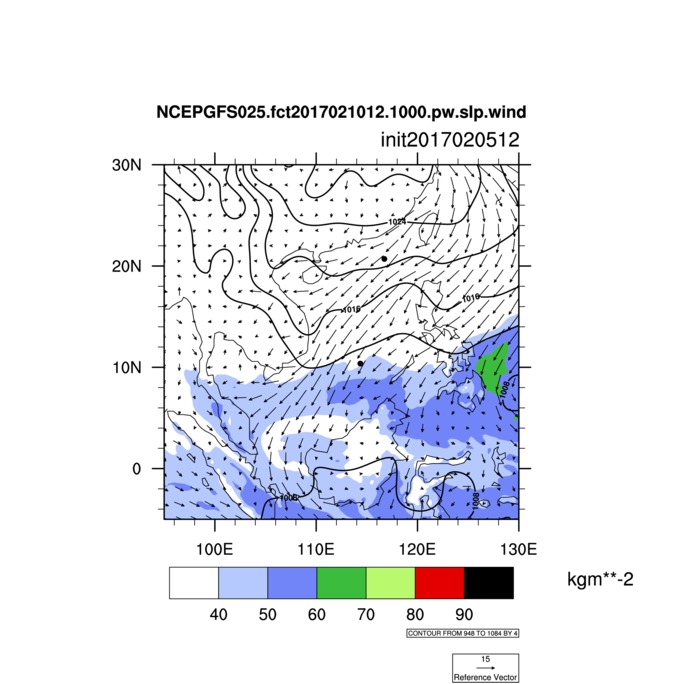 NCEPGFS025.fct2017021012.1000.pw.slp.wind
init2017020512
30N
1024
20N
1016
1016
10N
1008
0
1008
1008
100E 110E 120E 130E
kgm**-2
40 50 60 70 80 90
CONTOUR FROM 948 TO 1084 BY 4
15
Reference Vector